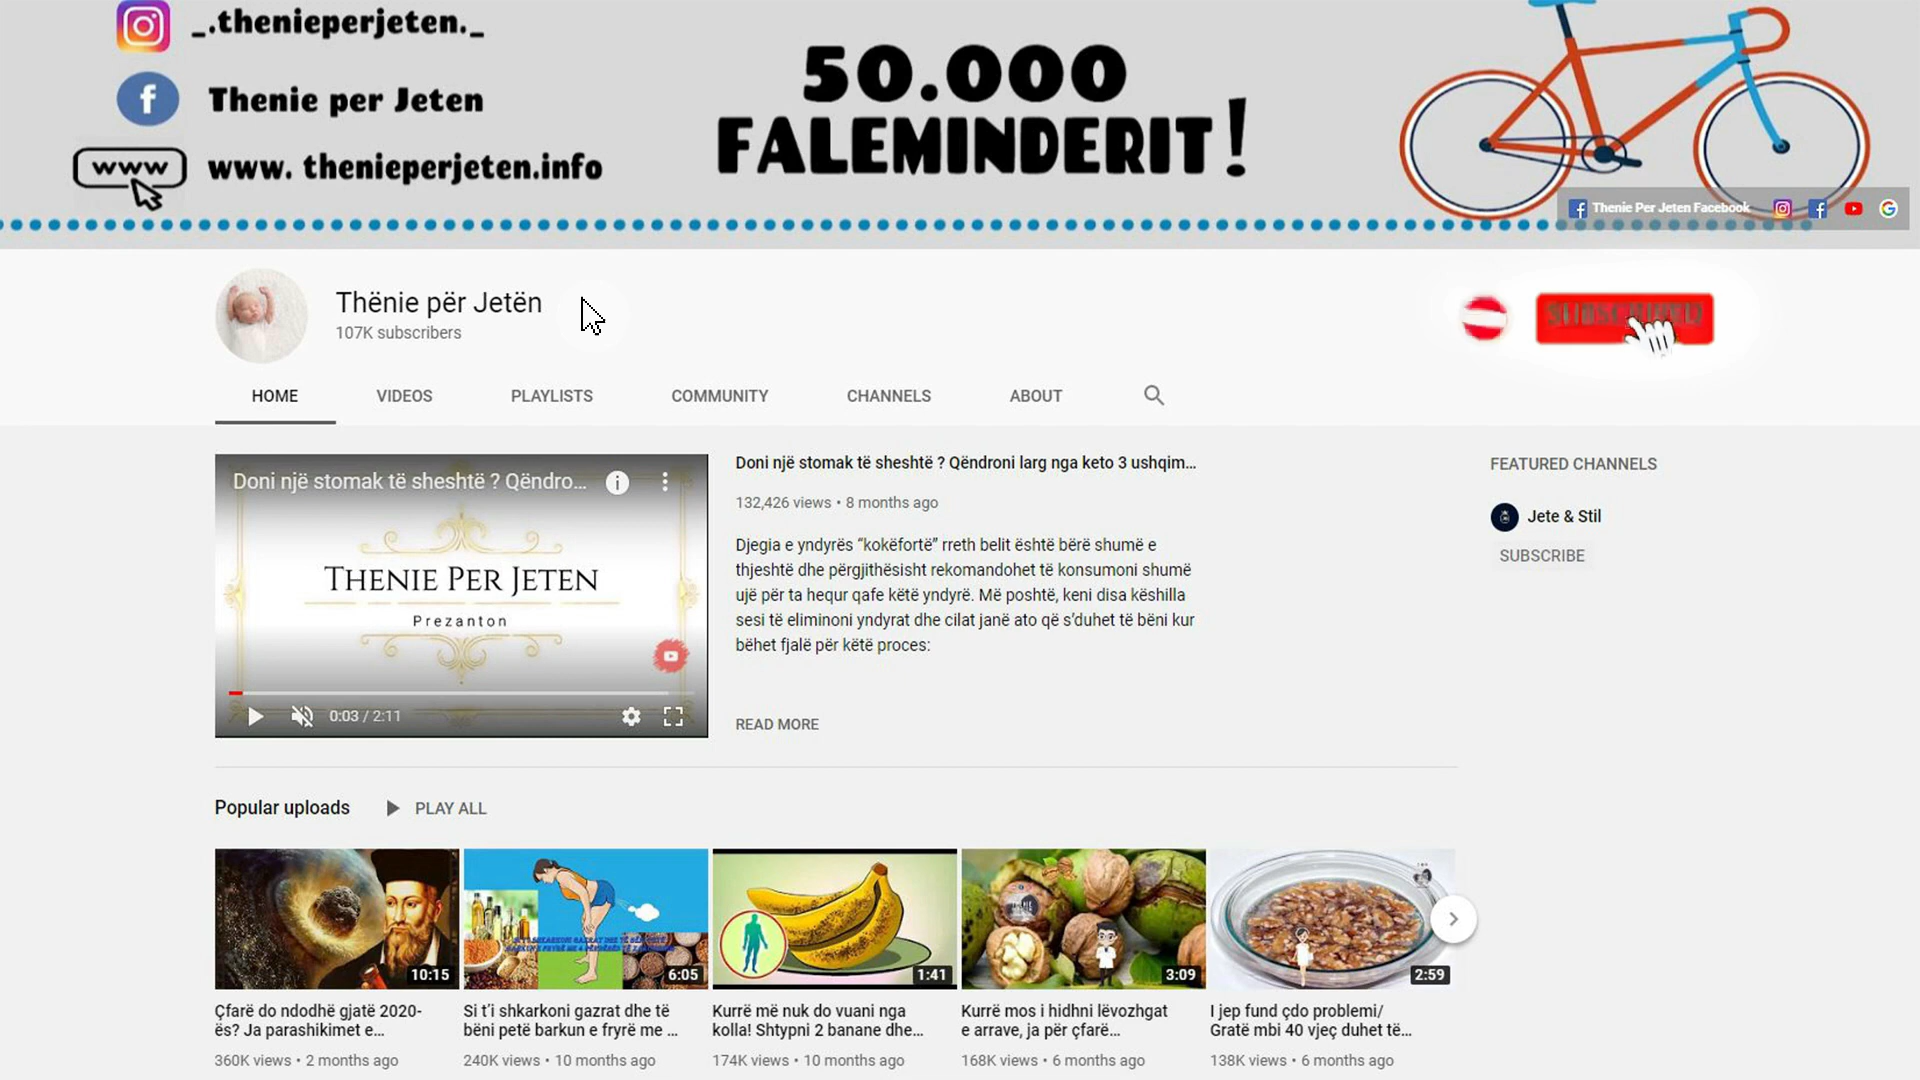 _.thenieperjeten._
Thenie per Jeten
www
www. thenieperjeten.info
50.000
FALEMINDERIT!
Thenie Per Jeten Facebook
Thënie për Jetën
107K subscribers
HOME
VIDEOS
PLAYLISTS
COMMUNITY
CHANNELS
ABOUT
Doni një stomak të sheshtë ? Qëndro...
THENIE PER JETEN
Prezanton
0:03 / 2:11
Doni një stomak të sheshtë ? Qëndroni larg nga keto 3 ushqim...
132,426 views • 8 months ago
Djegia e yndyrës “kokëfortë” rreth belit është bërë shumë e
thjeshtë dhe përgjithësisht rekomandohet të konsumoni shumë
ujë për ta hequr qafe këtë yndyrë. Më poshtë, keni disa këshilla
sesi të eliminoni yndyrat dhe cilat janë ato që s’duhet të bëni kur
bëhet fjalë për këtë proces:
READ MORE
FEATURED CHANNELS
Jete & Stil
SUBSCRIBE
Popular uploads
PLAY ALL
10:15
Çfarë do ndodhë gjatë 2020-
ës? Ja parashikimet e...
360K views • 2 months ago
6:05
Si t’i shkarkoni gazrat dhe të
bëni petë barkun e fryrë me ...
240K views • 10 months ago
1:41
Kurrë më nuk do vuani nga
kolla! Shtypni 2 banane dhe...
174K views • 10 months ago
3:09
Kurrë mos i hidhni lëvozhgat
e arrave, ja për çfarë...
168K views • 6 months ago
2:59
I jep fund çdo problemi/
Gratë mbi 40 vjeç duhet të...
138K views • 6 months ago